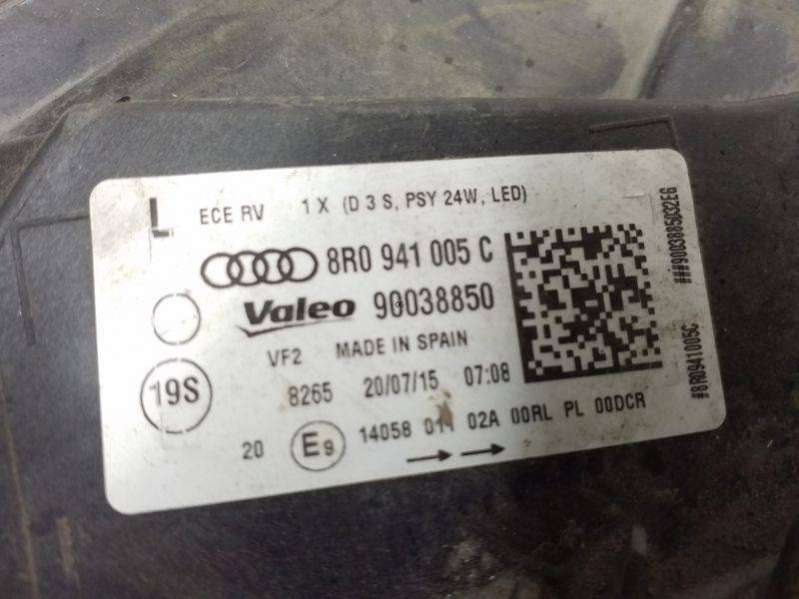 L ECE RV 1 X (D 3 S, PSY 24W, LED)
8R0 941 005 C
Valeo 90038850
VF2 MADE IN SPAIN
19S
8265 20/07/15 07:08
20 E9 14058 02A 00RL PL 00DCR
#8R0941005C
###9003885032EG